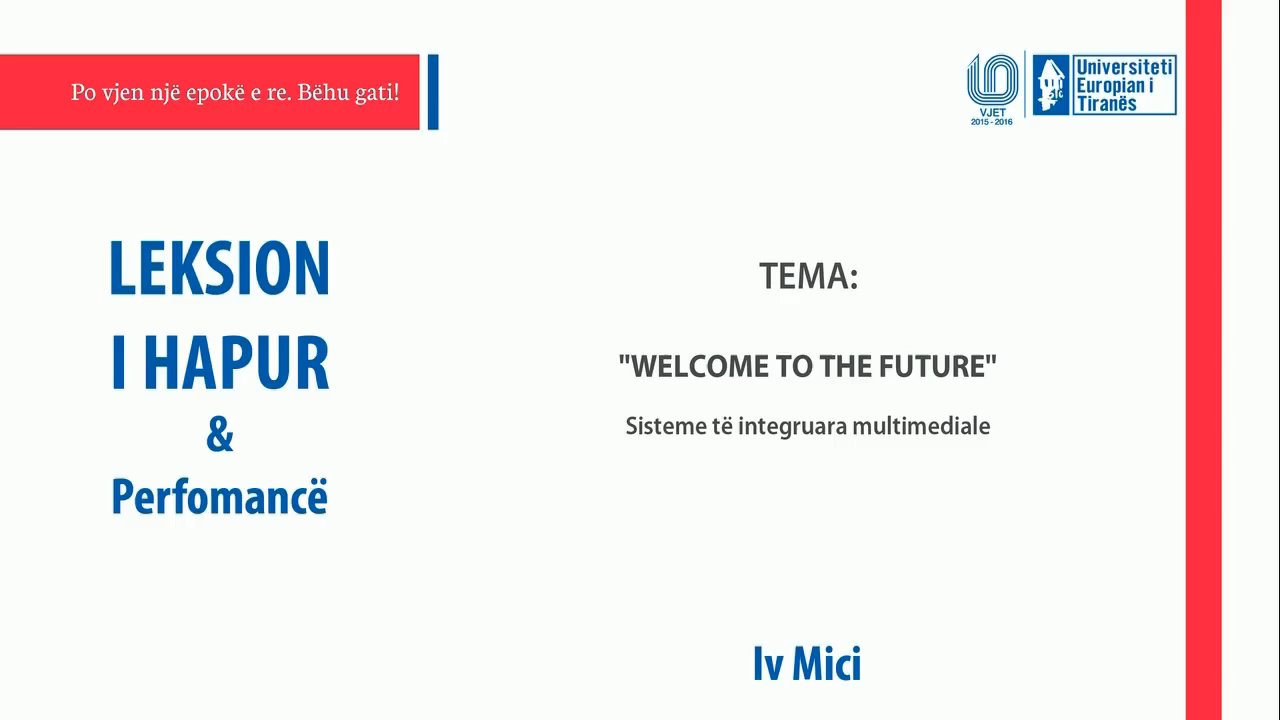 Po vjen një epokë e re. Bëhu gati!
VJET
2015 - 2016
Universiteti
Europian i
Tiranës
LEKSION
I HAPUR
&
Perfomancë
TEMA:
"WELCOME TO THE FUTURE"
Sisteme të integruara multimediale
Iv Mici